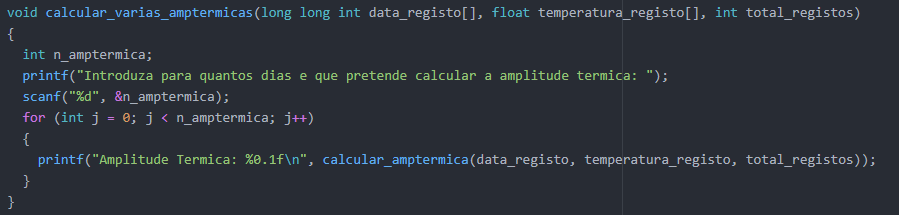 void calcular_varias_amptermicas(long long int data_registo[], float temperatura_registo[], int total_registos)
{
  int n_amptermica;
  printf("Introduza para quantos dias e que pretende calcular a amplitude termica: ");
  scanf("%d", &n_amptermica);
  for (int j = 0; j < n_amptermica; j++)
  {
    printf("Amplitude Termica: %0.1f\n", calcular_amptermica(data_registo, temperatura_registo, total_registos));
  }
}